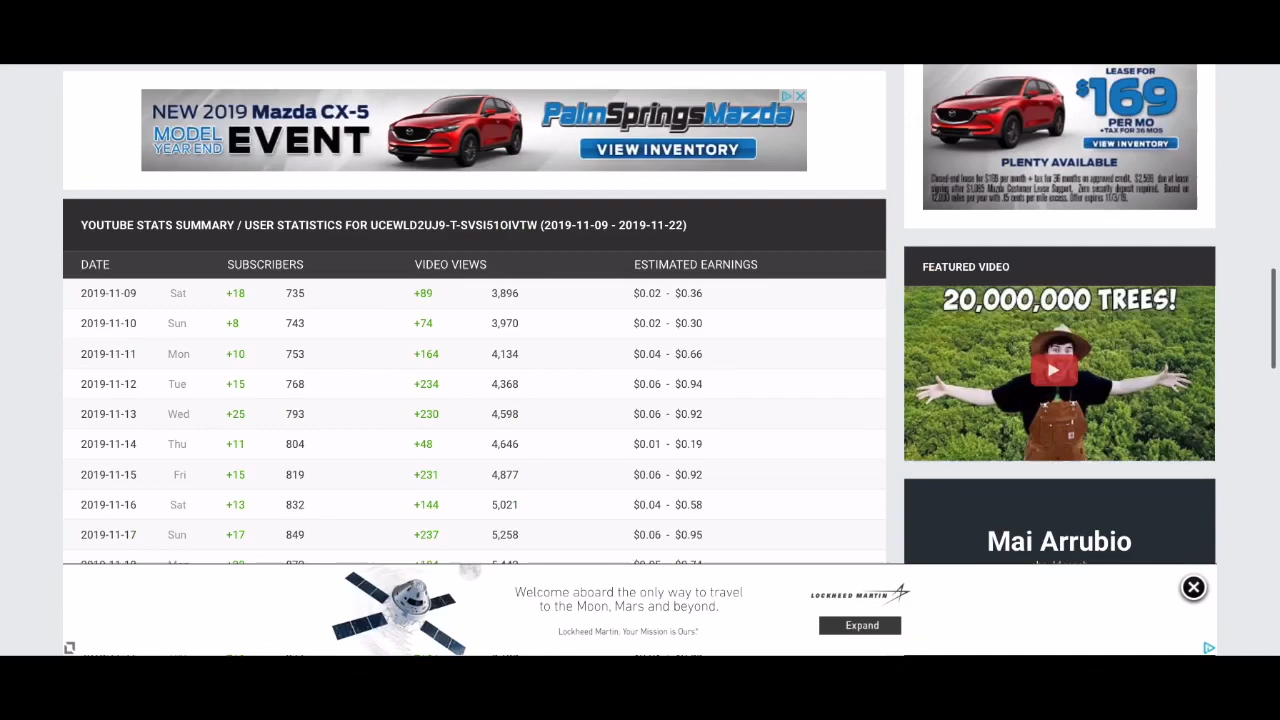 NEW 2019 Mazda CX-5
MODEL
YEAR END
EVENT
PalmSpringsMazda
VIEW INVENTORY
LEASE FOR
$169
PER MO
+TAX FOR 36 MOS
VIEW INVENTORY
PLENTY AVAILABLE
YOUTUBE STATS SUMMARY / USER STATISTICS FOR UCEWLD2UJ9-T-SVSI51OIVTW (2019-11-09 - 2019-11-22)
DATE SUBSCRIBERS VIDEO VIEWS ESTIMATED EARNINGS
2019-11-09 Sat +18 735 +89 3,896 $0.02 - $0.36
2019-11-10 Sun +8 743 +74 3,970 $0.02 - $0.30
2019-11-11 Mon +10 753 +164 4,134 $0.04 - $0.66
2019-11-12 Tue +15 768 +234 4,368 $0.06 - $0.94
2019-11-13 Wed +25 793 +230 4,598 $0.06 - $0.92
2019-11-14 Thu +11 804 +48 4,646 $0.01 - $0.19
2019-11-15 Fri +15 819 +231 4,877 $0.06 - $0.92
2019-11-16 Sat +13 832 +144 5,021 $0.04 - $0.58
2019-11-17 Sun +17 849 +237 5,258 $0.06 - $0.95
FEATURED VIDEO
20,000,000 TREES!
Mai Arrubio
Welcome aboard the only way to travel
to the Moon, Mars and beyond.
Lockheed Martin. Your Mission is Ours.®
LOCKHEED MARTIN
Expand